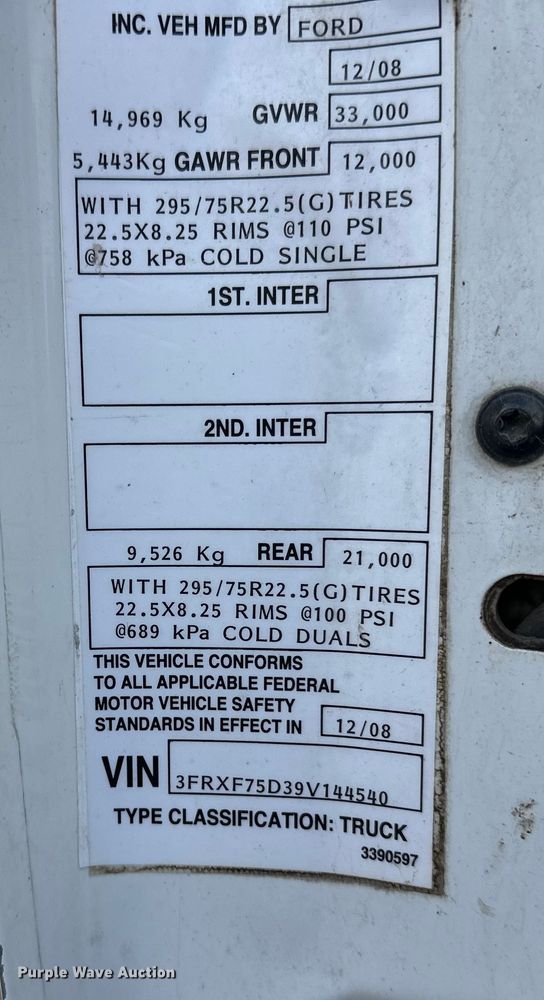 INC. VEH MFD BY FORD
12/08
14,969 Kg GVWR 33,000
5,443Kg GAWR FRONT 12,000
WITH 295/75R22.5(G)TIRES
22.5X8.25 RIMS @110 PSI
@758 kPa COLD SINGLE
1ST. INTER
2ND. INTER
9,526 Kg REAR 21,000
WITH 295/75R22.5(G)TIRES
22.5X8.25 RIMS @100 PSI
@689 kPa COLD DUALS
THIS VEHICLE CONFORMS
TO ALL APPLICABLE FEDERAL
MOTOR VEHICLE SAFETY
STANDARDS IN EFFECT IN 12/08
VIN 3FRXF75D39V144540
TYPE CLASSIFICATION: TRUCK
3390597
Purple Wave Auction